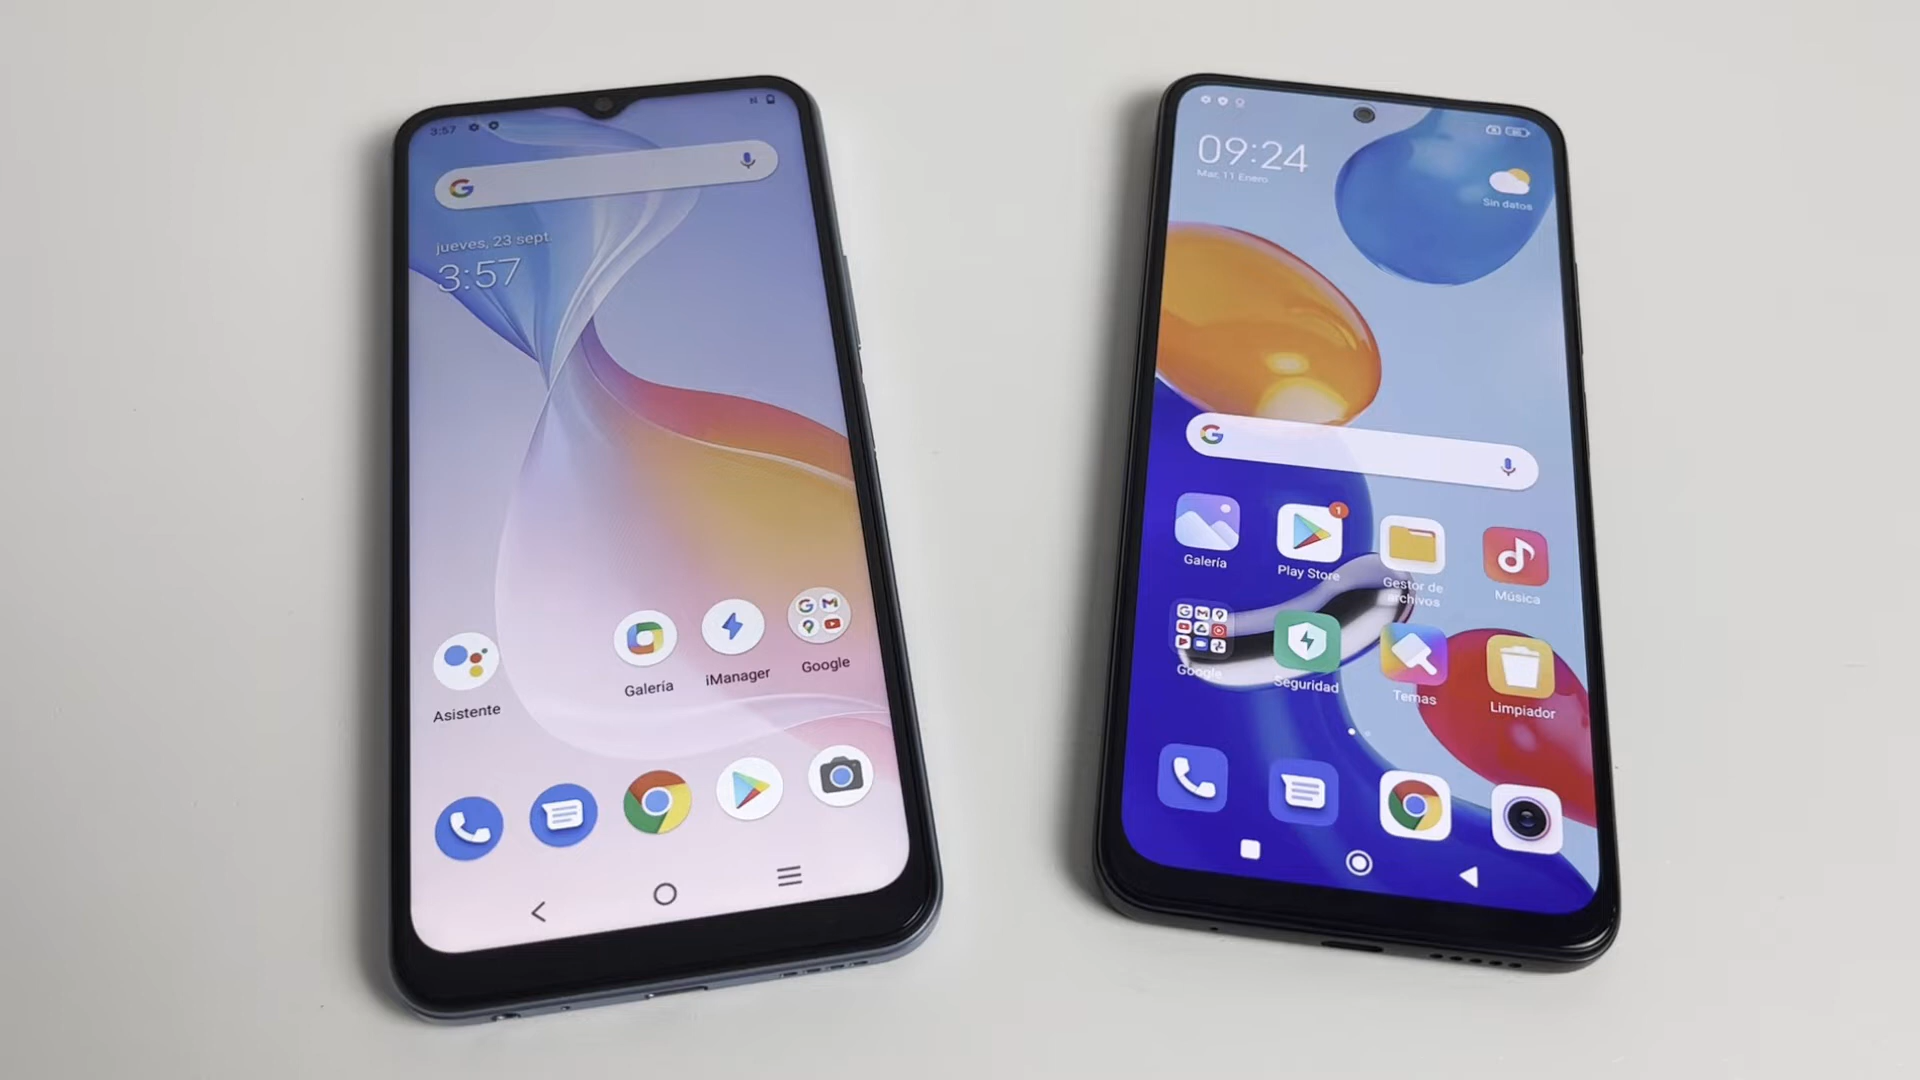 3:57
jueves, 23 sept.
3:57
Asistente
Galería
iManager
Google
09:24
Mar, 11 Enero
Sin datos
Galería
Play Store
1
Gestor de
archivos
Música
Google
Seguridad
Temas
Limpiador